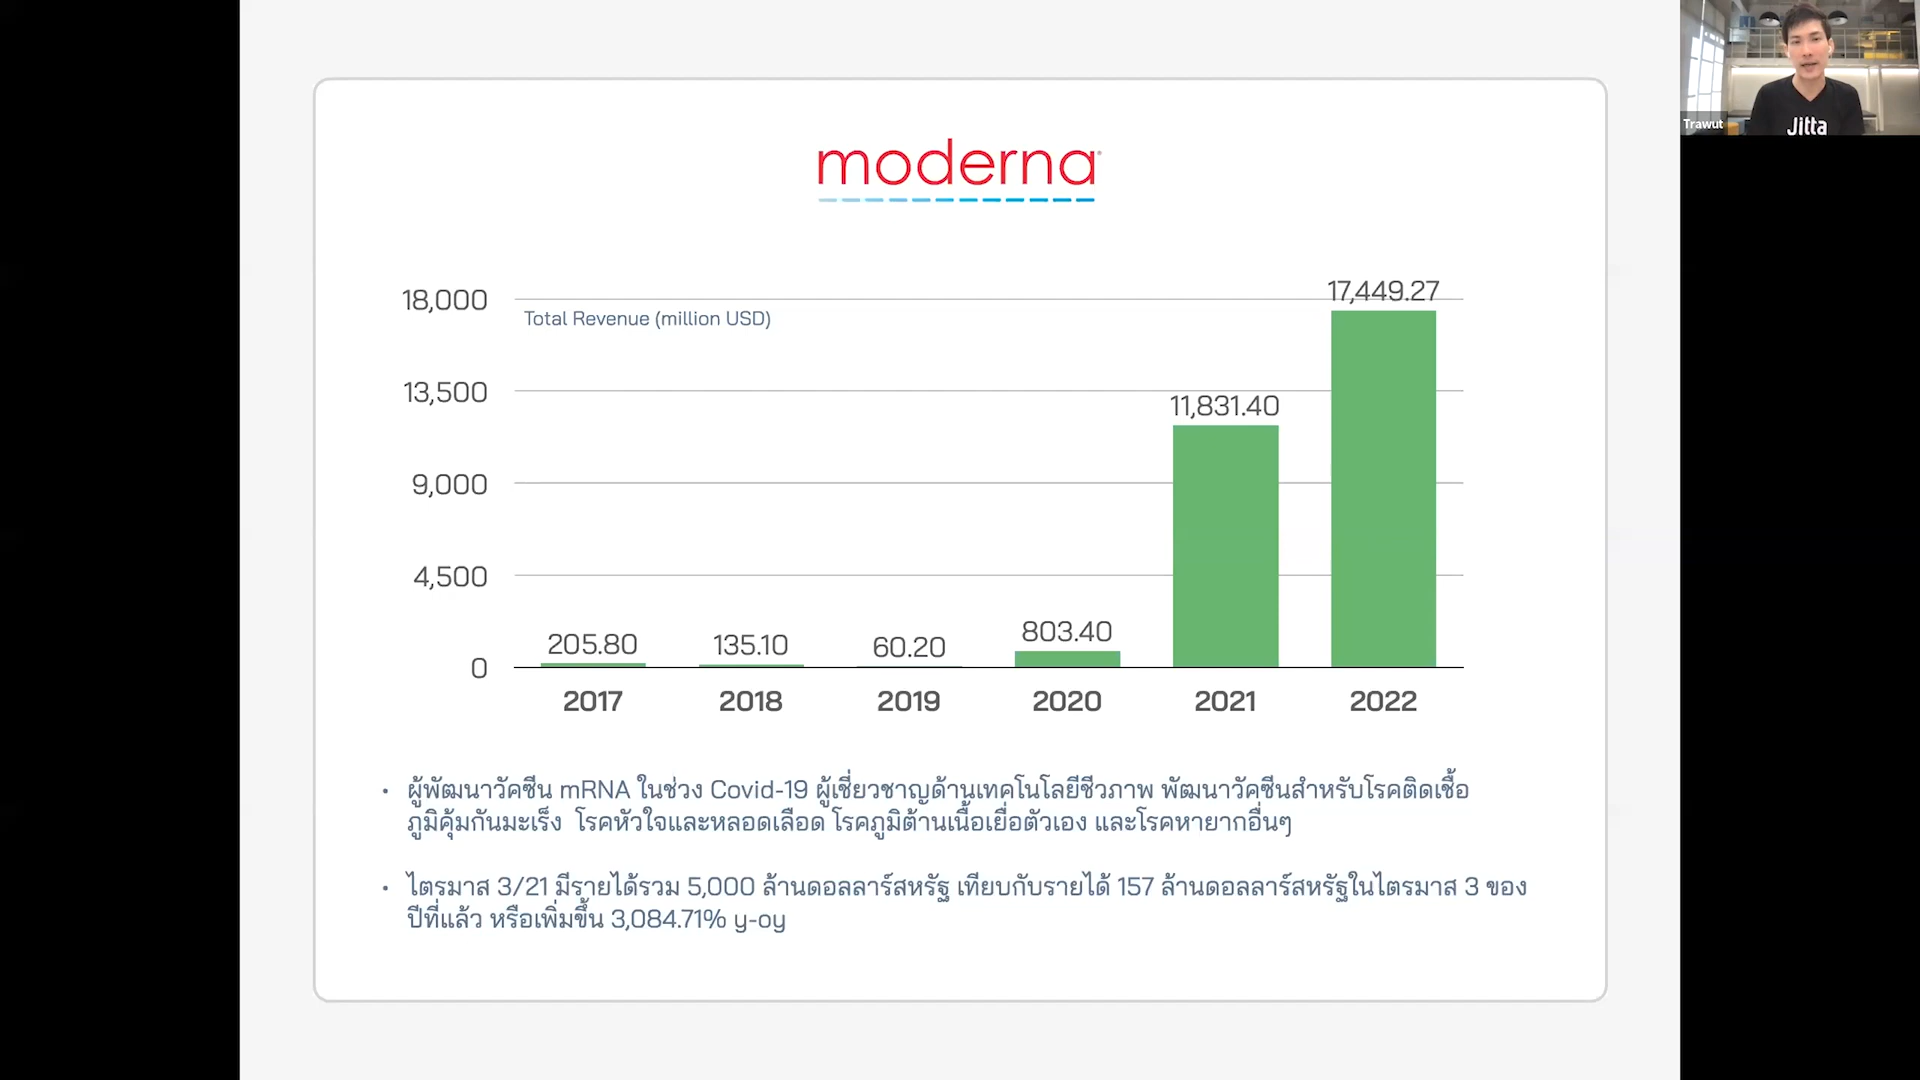 moderna
18,000
Total Revenue (million USD)
17,449.27
13,500
11,831.40
9,000
4,500
205.80
135.10
60.20
803.40
0
2017
2018
2019
2020
2021
2022
• ผู้พัฒนาวัคซีน mRNA ในช่วง Covid-19 ผู้เชี่ยวชาญด้านเทคโนโลยีชีวภาพ พัฒนาวัคซีนสำหรับโรคติดเชื้อ
ภูมิคุ้มกันมะเร็ง โรคหัวใจและหลอดเลือด โรคภูมิต้านเนื้อเยื่อตัวเอง และโรคหายากอื่นๆ
• ไตรมาส 3/21 มีรายได้รวม 5,000 ล้านดอลลาร์สหรัฐ เทียบกับรายได้ 157 ล้านดอลลาร์สหรัฐในไตรมาส 3 ของ
ปีที่แล้ว หรือเพิ่มขึ้น 3,084.71% y-oy
Trawut
Jitta